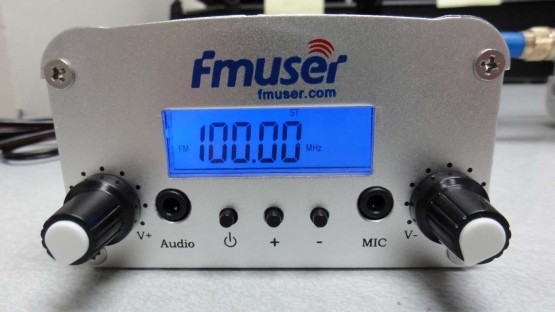 Fmuser
fmuser.com
ST
FM 100.00 MHz
V+ Audio + - MIC V-